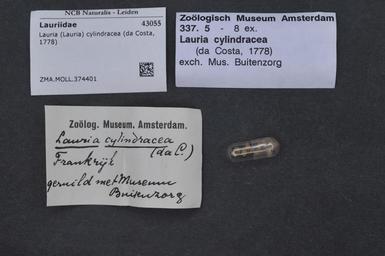 NCB Naturalis - Leiden
Lauriidae 43055
Lauria (Lauria) cylindracea (da Costa,
1778)
ZMA.MOLL.374401
Zoölogisch Museum Amsterdam
337. 5 - 8 ex.
Lauria cylindracea
(da Costa, 1778)
exch. Mus. Buitenzorg
Zoölog. Museum. Amsterdam.
Lauria cylindracea
(da C.)
Frankrijk
geruild met Museum
Buitenzorg